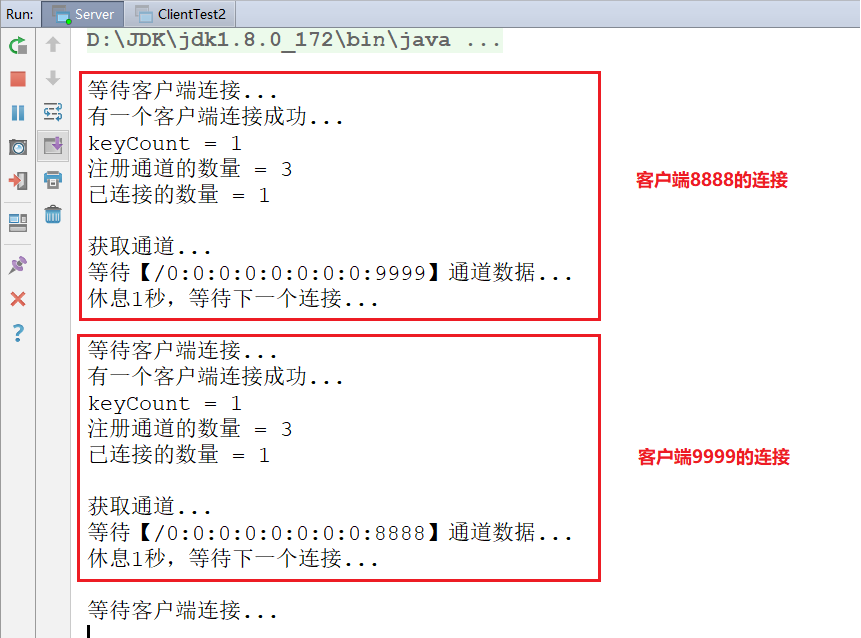 Run: Server ClientTest2
D:\JDK\jdk1.8.0_172\bin\java ...
等待客户端连接...
有一个客户端连接成功...
keyCount = 1
注册通道的数量 = 3
已连接的数量 = 1
客户端8888的连接
获取通道...
等待【/0:0:0:0:0:0:0:0:9999】通道数据...
休息1秒，等待下一个连接...
等待客户端连接...
有一个客户端连接成功...
keyCount = 1
注册通道的数量 = 3
已连接的数量 = 1
客户端9999的连接
获取通道...
等待【/0:0:0:0:0:0:0:0:8888】通道数据...
休息1秒，等待下一个连接...
等待客户端连接...